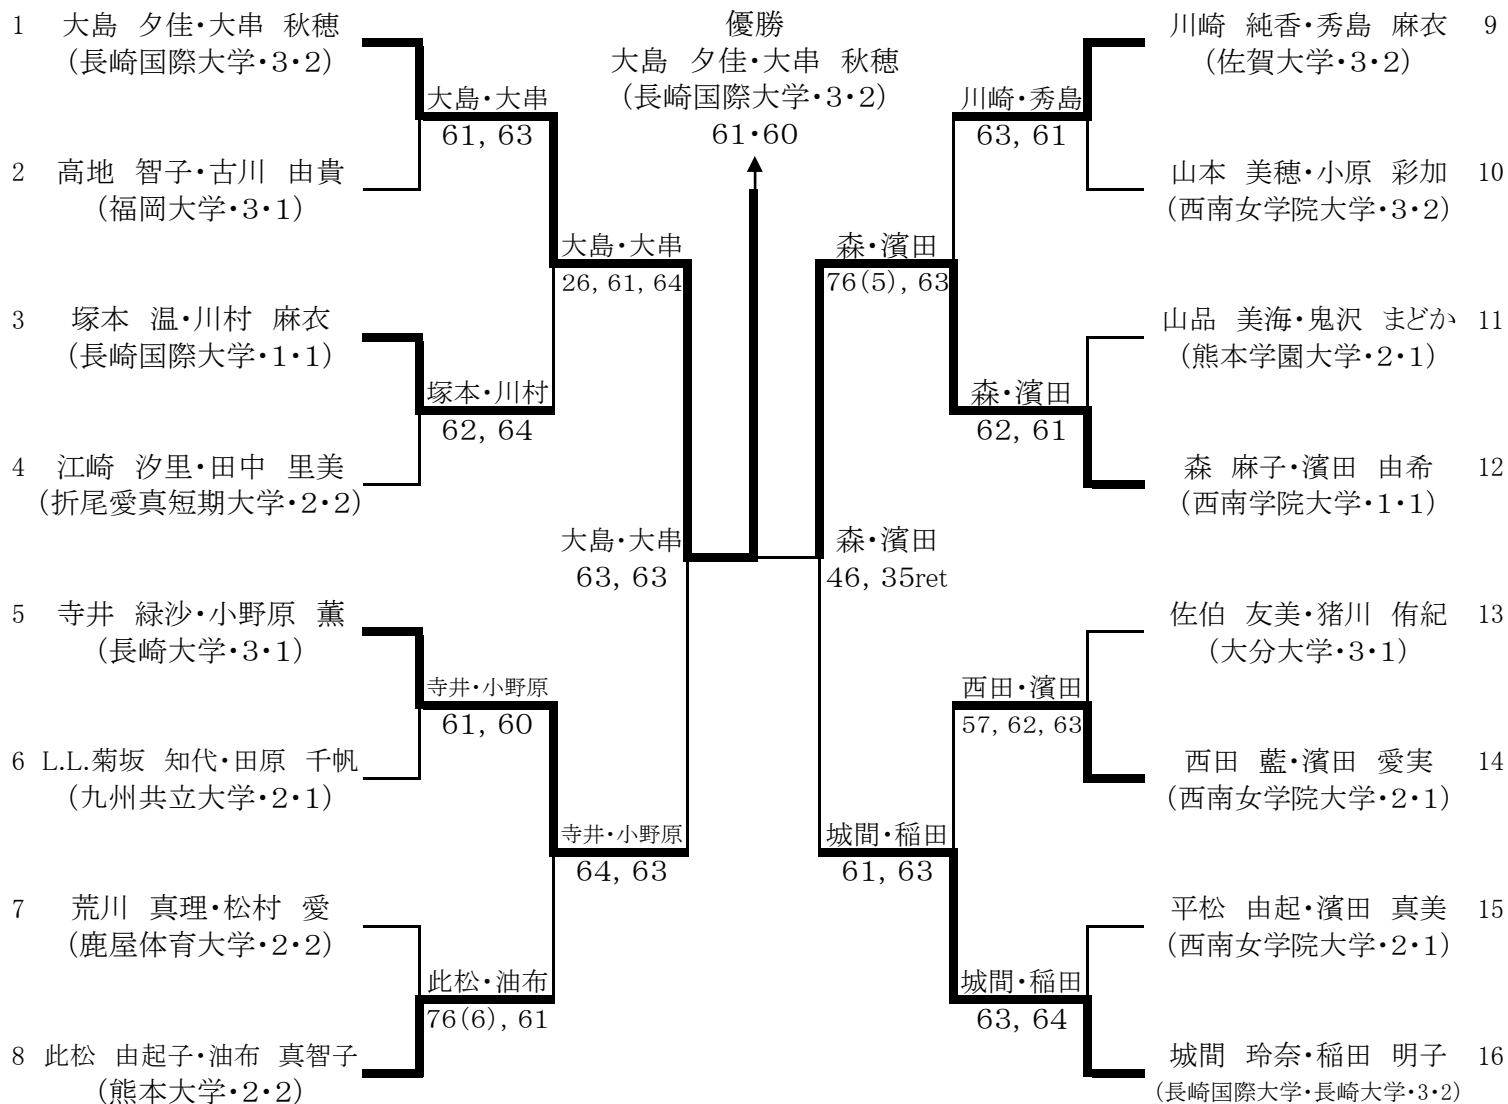 1 大島 夕佳・大串 秋穂
(長崎国際大学・3・2)
大島・大串
61, 63
2 高地 智子・古川 由貴
(福岡大学・3・1)
大島・大串
26, 61, 64
3 塚本 温・川村 麻衣
(長崎国際大学・1・1)
塚本・川村
62, 64
4 江崎 汐里・田中 里美
(折尾愛真短期大学・2・2)
大島・大串
63, 63
5 寺井 緑沙・小野原 薫
(長崎大学・3・1)
寺井・小野原
61, 60
6 L.L.菊坂 知代・田原 千帆
(九州共立大学・2・1)
寺井・小野原
64, 63
7 荒川 真理・松村 愛
(鹿屋体育大学・2・2)
此松・油布
76(6), 61
8 此松 由起子・油布 真智子
(熊本大学・2・2)
優勝
大島 夕佳・大串 秋穂
(長崎国際大学・3・2)
61・60
川崎 純香・秀島 麻衣 9
(佐賀大学・3・2)
川崎・秀島
63, 61
山本 美穂・小原 彩加 10
(西南女学院大学・3・2)
森・濱田
76(5), 63
山品 美海・鬼沢 まどか 11
(熊本学園大学・2・1)
森・濱田
62, 61
森 麻子・濱田 由希 12
(西南学院大学・1・1)
森・濱田
46, 35ret
佐伯 友美・猪川 侑紀 13
(大分大学・3・1)
西田・濱田
57, 62, 63
西田 藍・濱田 愛実 14
(西南女学院大学・2・1)
城間・稲田
61, 63
平松 由起・濱田 真美 15
(西南女学院大学・2・1)
城間・稲田
63, 64
城間 玲奈・稲田 明子 16
(長崎国際大学・長崎大学・3・2)